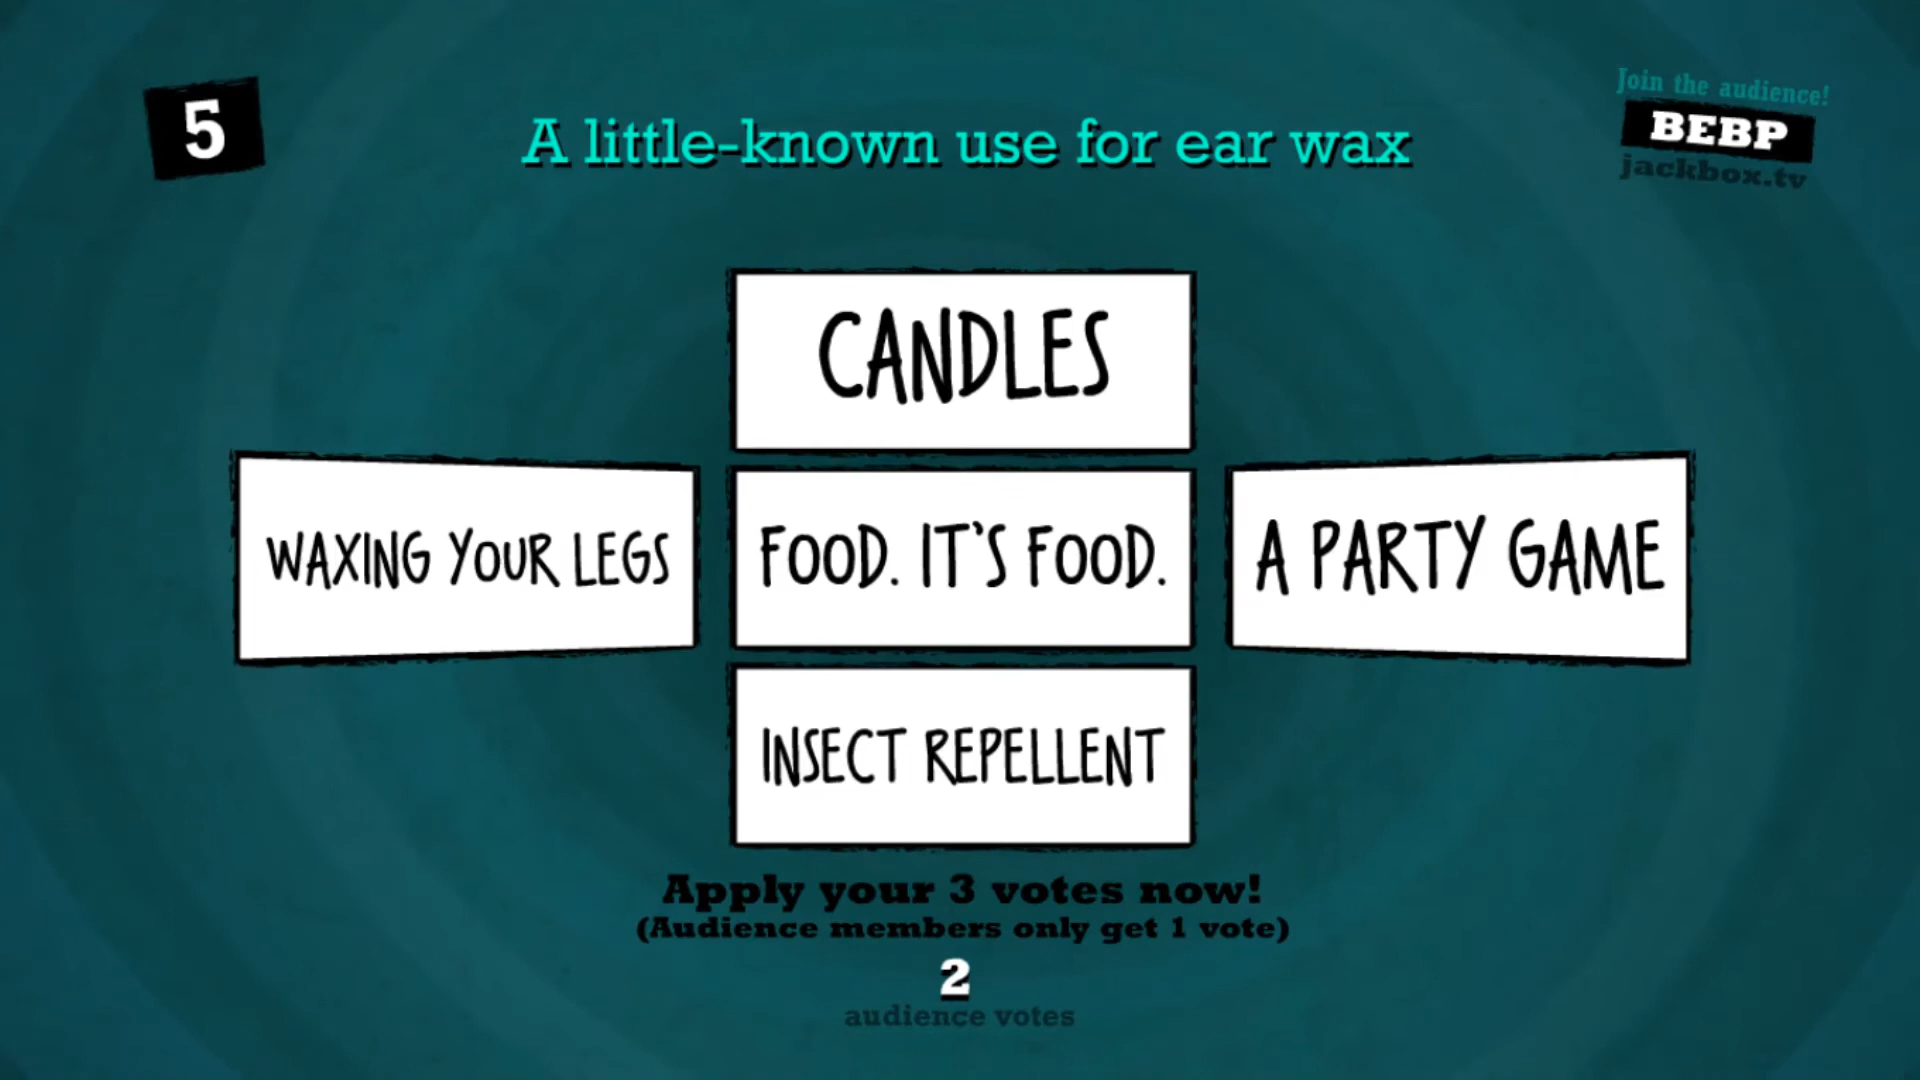 5
A little-known use for ear wax
Join the audience!
BEBP
jackbox.tv
CANDLES
WAXING YOUR LEGS
FOOD. IT'S FOOD.
A PARTY GAME
INSECT REPELLENT
Apply your 3 votes now!
(Audience members only get 1 vote)
2
audience votes